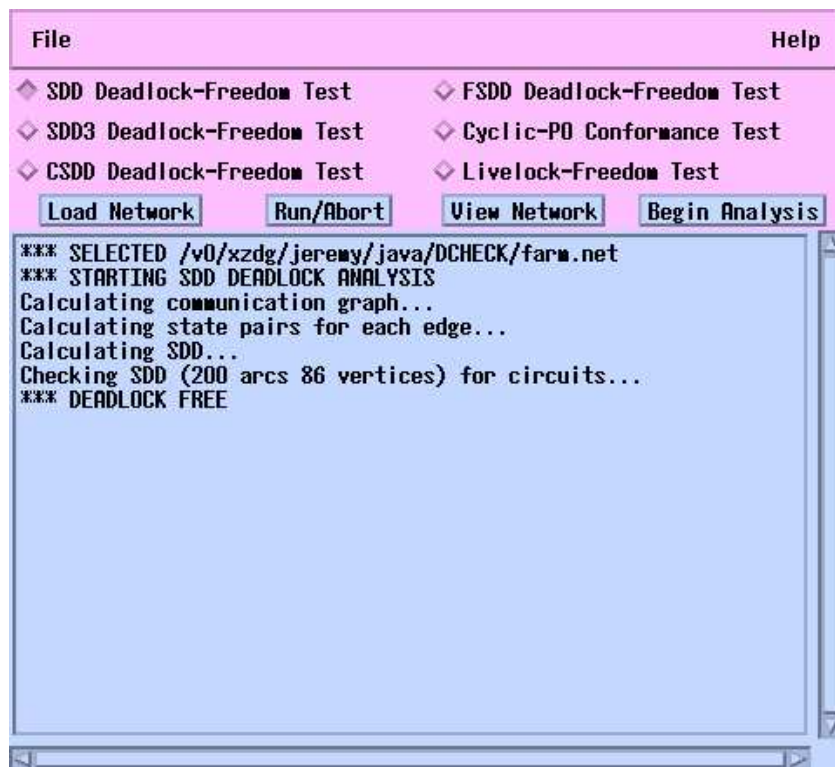 File Help
SDD Deadlock-Freedom Test FSDD Deadlock-Freedom Test
SDD3 Deadlock-Freedom Test Cyclic-PO Conformance Test
CSDD Deadlock-Freedom Test Livelock-Freedom Test
Load Network Run/Abort View Network Begin Analysis
*** SELECTED /v0/xzdg/jeremy/java/DCHECK/farm.net
*** STARTING SDD DEADLOCK ANALYSIS
Calculating communication graph...
Calculating state pairs for each edge...
Calculating SDD...
Checking SDD (200 arcs 86 vertices) for circuits...
*** DEADLOCK FREE